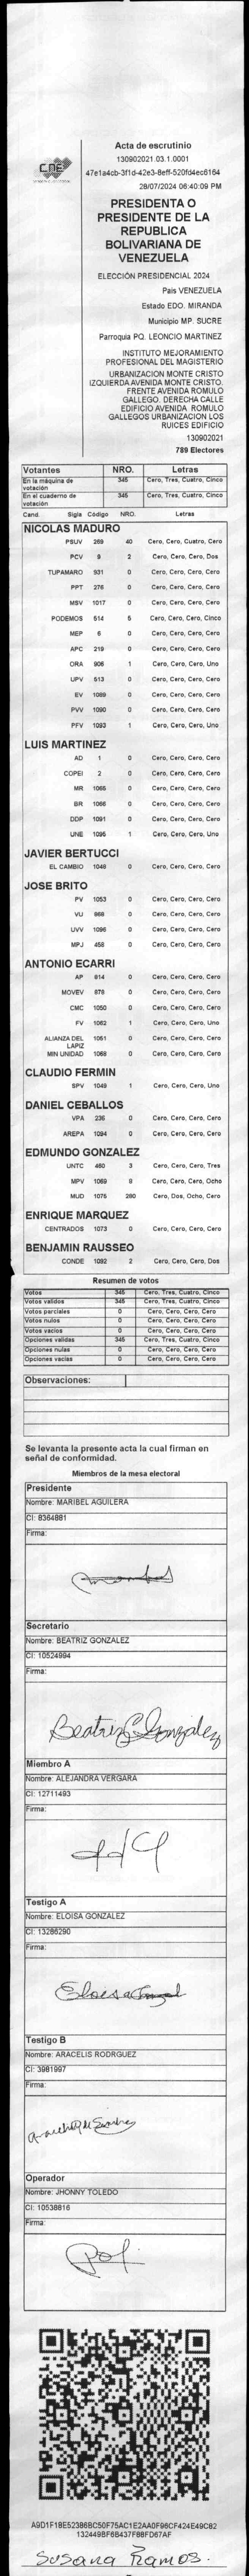 CNE
Acta de escrutinio
130902021.03.1.0001
47e1a4cb-3f1d-42e3-8eff-520fd4ec6164
28/07/2024 06:40:09 PM
PRESIDENTA O
PRESIDENTE DE LA
REPUBLICA
BOLIVARIANA DE
VENEZUELA
ELECCIÓN PRESIDENCIAL 2024
Pais VENEZUELA
Estado EDO. MIRANDA
Municipio MP. SUCRE
Parroquia PQ. LEONCIO MARTINEZ
INSTITUTO MEJORAMIENTO
PROFESIONAL DEL MAGISTERIO
URBANIZACION MONTE CRISTO
IZQUIERDA AVENIDA MONTE CRISTO.
FRENTE AVENIDA ROMULO
GALLEGO. DERECHA CALLE
EDIFICIO AVENIDA ROMULO
GALLEGOS URBANIZACION LOS
RUICES EDIFICIO
130902021
789 Electores
Votantes NRO. Letras
En la máquina de votación 345 Cero, Tres, Cuatro, Cinco
En el cuaderno de votación 345 Cero, Tres, Cuatro, Cinco
Cand. Sigla Código NRO. Letras
NICOLAS MADURO
PSUV 269 40 Cero, Cero, Cuatro, Cero
PCV 9 2 Cero, Cero, Cero, Dos
TUPAMARO 931 0 Cero, Cero, Cero, Cero
PPT 276 0 Cero, Cero, Cero, Cero
MSV 1017 0 Cero, Cero, Cero, Cero
PODEMOS 514 5 Cero, Cero, Cero, Cinco
MEP 6 0 Cero, Cero, Cero, Cero
APC 219 0 Cero, Cero, Cero, Cero
ORA 906 1 Cero, Cero, Cero, Uno
UPV 513 0 Cero, Cero, Cero, Cero
EV 1089 0 Cero, Cero, Cero, Cero
PVV 1090 0 Cero, Cero, Cero, Cero
PFV 1093 1 Cero, Cero, Cero, Uno
LUIS MARTINEZ
AD 1 0 Cero, Cero, Cero, Cero
COPEI 2 0 Cero, Cero, Cero, Cero
MR 1065 0 Cero, Cero, Cero, Cero
BR 1066 0 Cero, Cero, Cero, Cero
DDP 1091 0 Cero, Cero, Cero, Cero
UNE 1095 1 Cero, Cero, Cero, Uno
JAVIER BERTUCCI
EL CAMBIO 1048 0 Cero, Cero, Cero, Cero
JOSE BRITO
PV 1053 0 Cero, Cero, Cero, Cero
VU 868 0 Cero, Cero, Cero, Cero
UVV 1096 0 Cero, Cero, Cero, Cero
MPJ 458 0 Cero, Cero, Cero, Cero
ANTONIO ECARRI
AP 814 0 Cero, Cero, Cero, Cero
MOVEV 879 0 Cero, Cero, Cero, Cero
CMC 1050 0 Cero, Cero, Cero, Cero
FV 1062 1 Cero, Cero, Cero, Uno
ALIANZA DEL LAPIZ 1051 0 Cero, Cero, Cero, Cero
MIN UNIDAD 1068 0 Cero, Cero, Cero, Cero
CLAUDIO FERMIN
SPV 1049 1 Cero, Cero, Cero, Uno
DANIEL CEBALLOS
VPA 236 0 Cero, Cero, Cero, Cero
AREPA 1094 0 Cero, Cero, Cero, Cero
EDMUNDO GONZALEZ
UNTC 460 3 Cero, Cero, Cero, Tres
MPV 1069 8 Cero, Cero, Cero, Ocho
MUD 1075 280 Cero, Dos, Ocho, Cero
ENRIQUE MARQUEZ
CENTRADOS 1073 0 Cero, Cero, Cero, Cero
BENJAMIN RAUSSEO
CONDE 1092 2 Cero, Cero, Cero, Dos
Resumen de votos
Votos 345 Cero, Tres, Cuatro, Cinco
Votos validos 345 Cero, Tres, Cuatro, Cinco
Votos parciales 0 Cero, Cero, Cero, Cero
Votos nulos 0 Cero, Cero, Cero, Cero
Votos vacios 0 Cero, Cero, Cero, Cero
Opciones validas 345 Cero, Tres, Cuatro, Cinco
Opciones nulas 0 Cero, Cero, Cero, Cero
Opciones vacias 0 Cero, Cero, Cero, Cero
Observaciones:
Se levanta la presente acta la cual firman en
señal de conformidad.
Miembros de la mesa electoral
Presidente
Nombre: MARIBEL AGUILERA
CI: 8364881
Firma:
Secretario
Nombre: BEATRIZ GONZALEZ
CI: 10524994
Firma:
Beatriz González
Miembro A
Nombre: ALEJANDRA VERGARA
CI: 12711493
Firma:
Testigo A
Nombre: ELOISA GONZALEZ
CI: 13286290
Firma:
Eloisa
Testigo B
Nombre: ARACELIS RODRGUEZ
CI: 3981997
Firma:
Operador
Nombre: JHONNY TOLEDO
CI: 10538816
Firma:
A9D1F18E52386BC50F75AC1E2AA0F96CF424E49C82
132449BF6B437F88FD67AF
Susana Ramos.